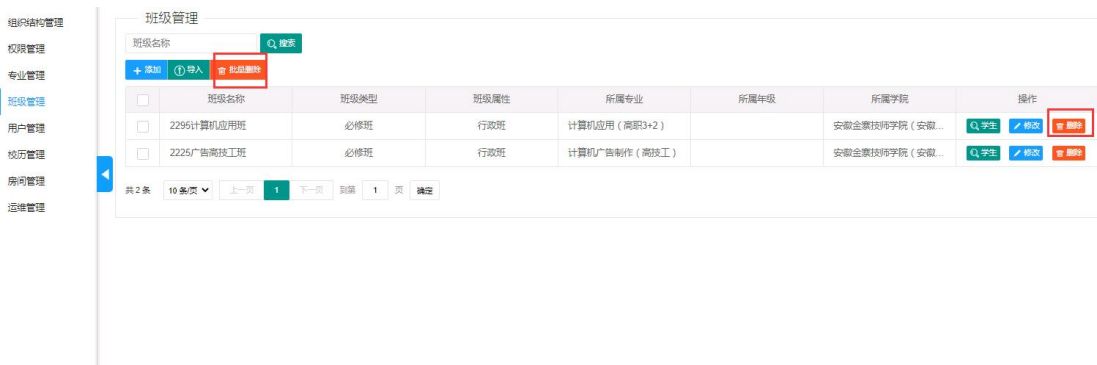 组织结构管理
权限管理
专业管理
班级管理
用户管理
校历管理
房间管理
运维管理
班级管理
班级名称 搜索
添加 导入 批量删除
班级名称 班级类型 班级属性 所属专业 所属年级 所属学院 操作
2295计算机应用班 必修班 行政班 计算机应用（高职3+2） 安徽金寨技师学院（安徽... 学生 修改 删除
2225广告高技工班 必修班 行政班 计算机广告制作（高技工） 安徽金寨技师学院（安徽... 学生 修改 删除
共2条 10条/页 上一页 1 下一页 到第 1 页 确定